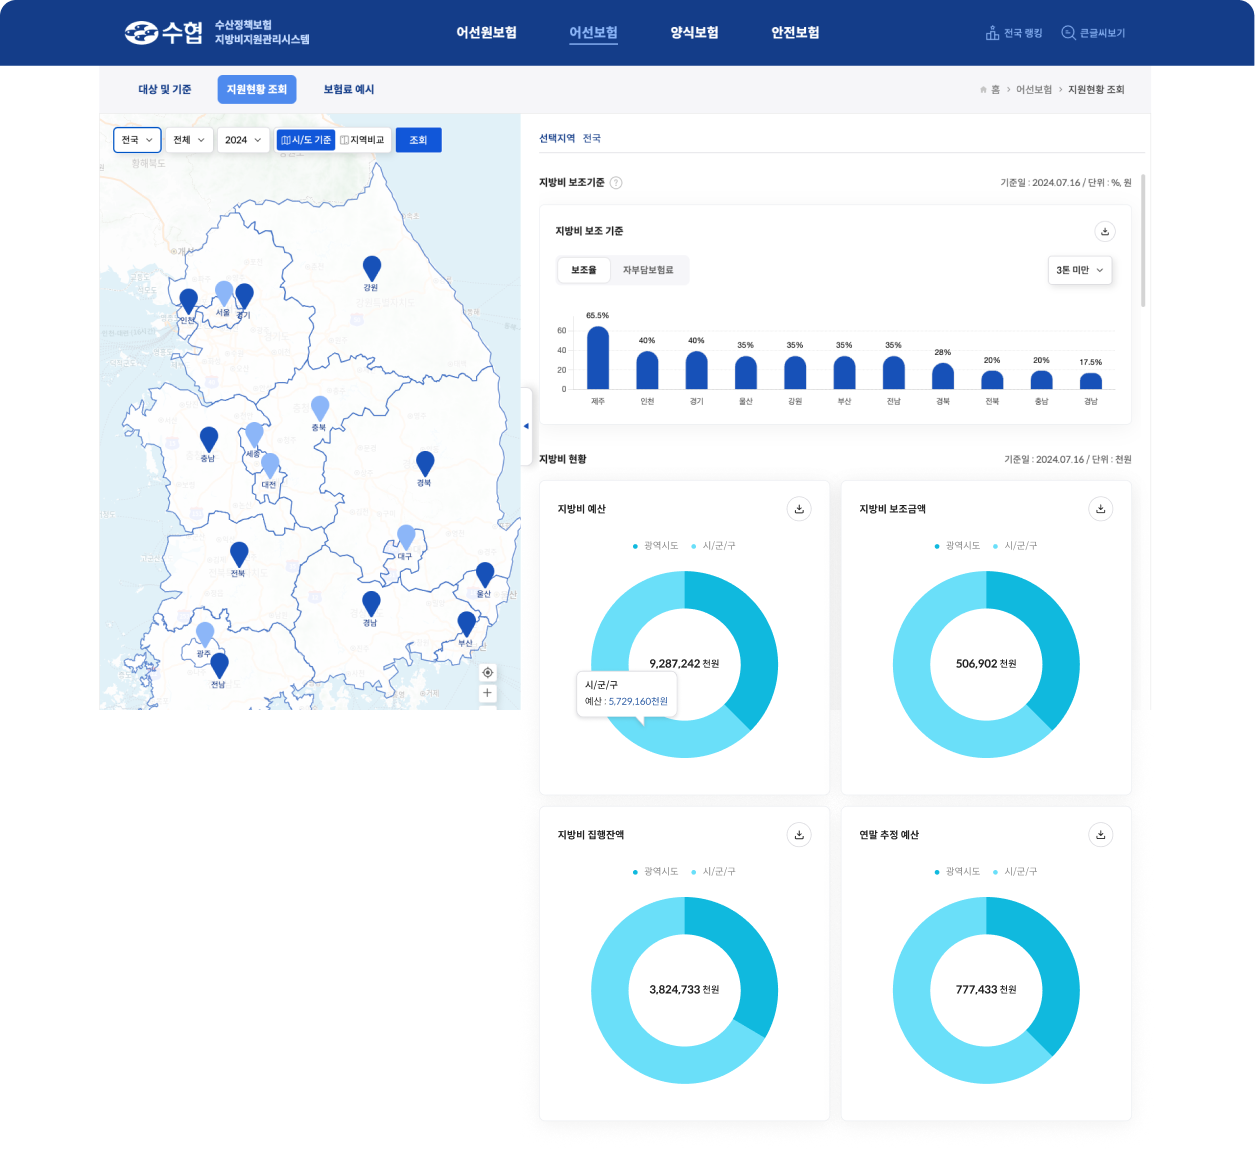 수협
수산정책보험
지방비지원관리시스템
어선원보험
어선보험
양식보험
안전보험
전국 랭킹
큰글씨보기
대상 및 기준
지원현황 조회
보험료 예시
홈 > 어선보험 > 지원현황 조회
전국
전체
2024
시/도 기준
지역비교
조회
황해북도
개성
강원
인천
서울
경기
충북
충남
세종
대전
경북
대구
전북
울산
경남
부산
광주
전남
선택지역 전국
지방비 보조기준 ?
기준일 : 2024.07.16 / 단위 : %, 원
지방비 보조 기준
보조율
자부담보험료
3톤 미만
60
40
20
0
65.5%
40%
40%
35%
35%
35%
35%
28%
20%
20%
17.5%
제주
인천
경기
울산
강원
부산
전남
경북
전북
충남
경남
지방비 현황
기준일 : 2024.07.16 / 단위 : 천원
지방비 예산
광역시도
시/군/구
9,287,242 천원
시/군/구
예산 : 5,729,160천원
지방비 보조금액
광역시도
시/군/구
506,902 천원
지방비 집행잔액
광역시도
시/군/구
3,824,733 천원
연말 추정 예산
광역시도
시/군/구
777,433 천원